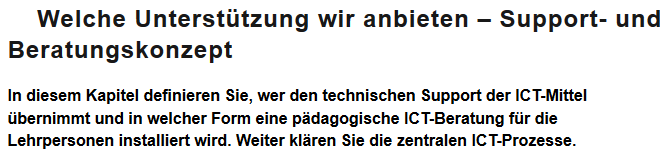 Welche Unterstützung wir anbieten – Support- und
Beratungskonzept
In diesem Kapitel definieren Sie, wer den technischen Support der ICT-Mittel
übernimmt und in welcher Form eine pädagogische ICT-Beratung für die
Lehrpersonen installiert wird. Weiter klären Sie die zentralen ICT-Prozesse.